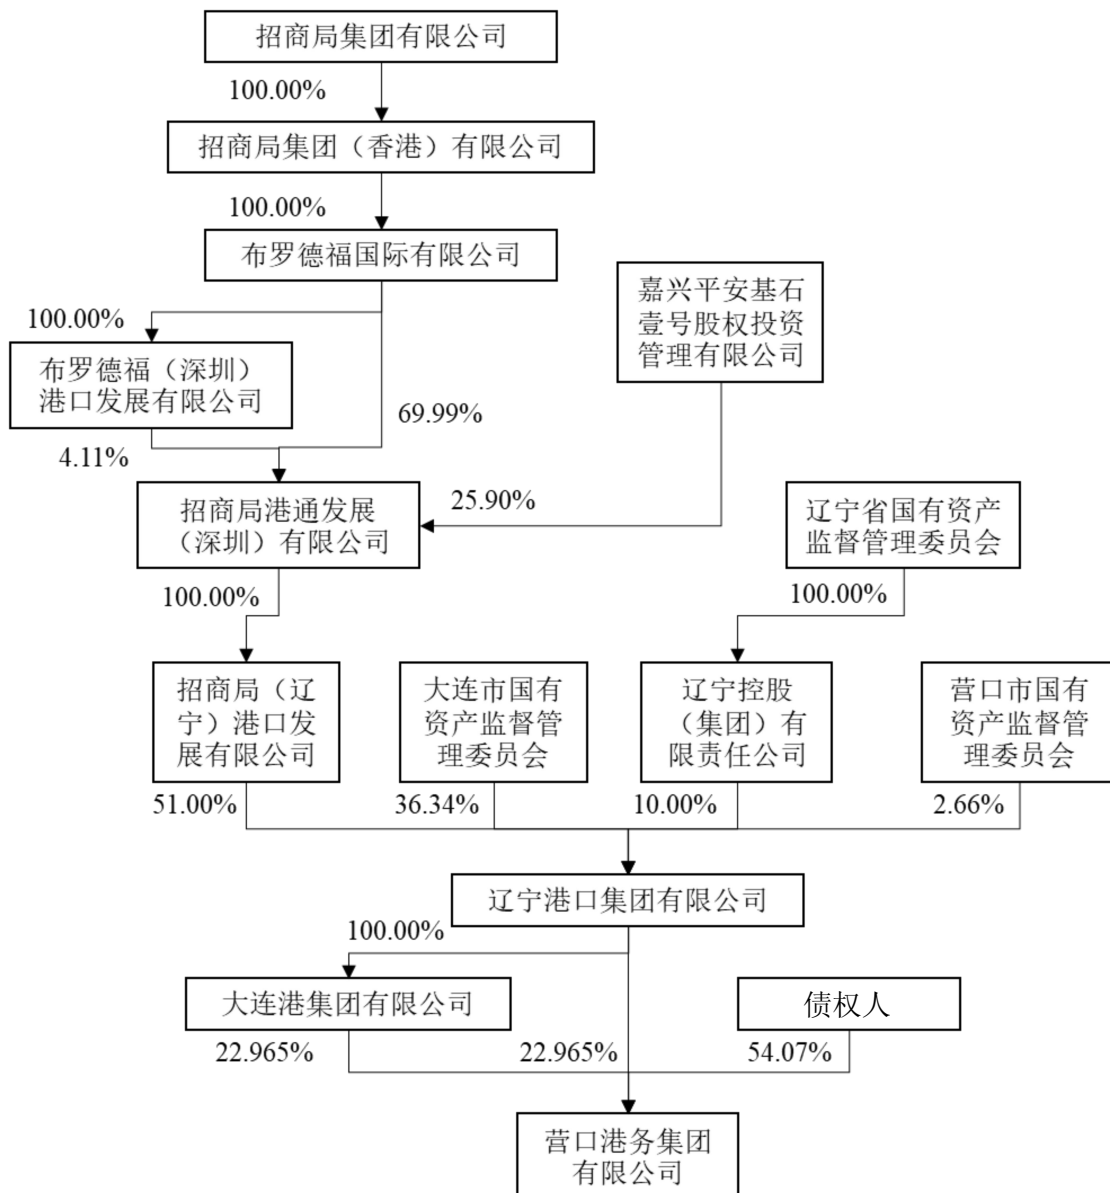 招商局集团有限公司
100.00%
招商局集团（香港）有限公司
100.00%
布罗德福国际有限公司
嘉兴平安基石
壹号股权投资
管理有限公司
100.00%
布罗德福（深圳）
港口发展有限公司
69.99%
4.11%
25.90%
招商局港通发展
（深圳）有限公司
辽宁省国有资产
监督管理委员会
100.00%
100.00%
招商局（辽
宁）港口发
展有限公司
大连市国有
资产监督管
理委员会
辽宁控股
（集团）有
限责任公司
营口市国有
资产监督管
理委员会
51.00%
36.34%
10.00%
2.66%
辽宁港口集团有限公司
100.00%
大连港集团有限公司
债权人
22.965%
22.965%
54.07%
营口港务集团
有限公司